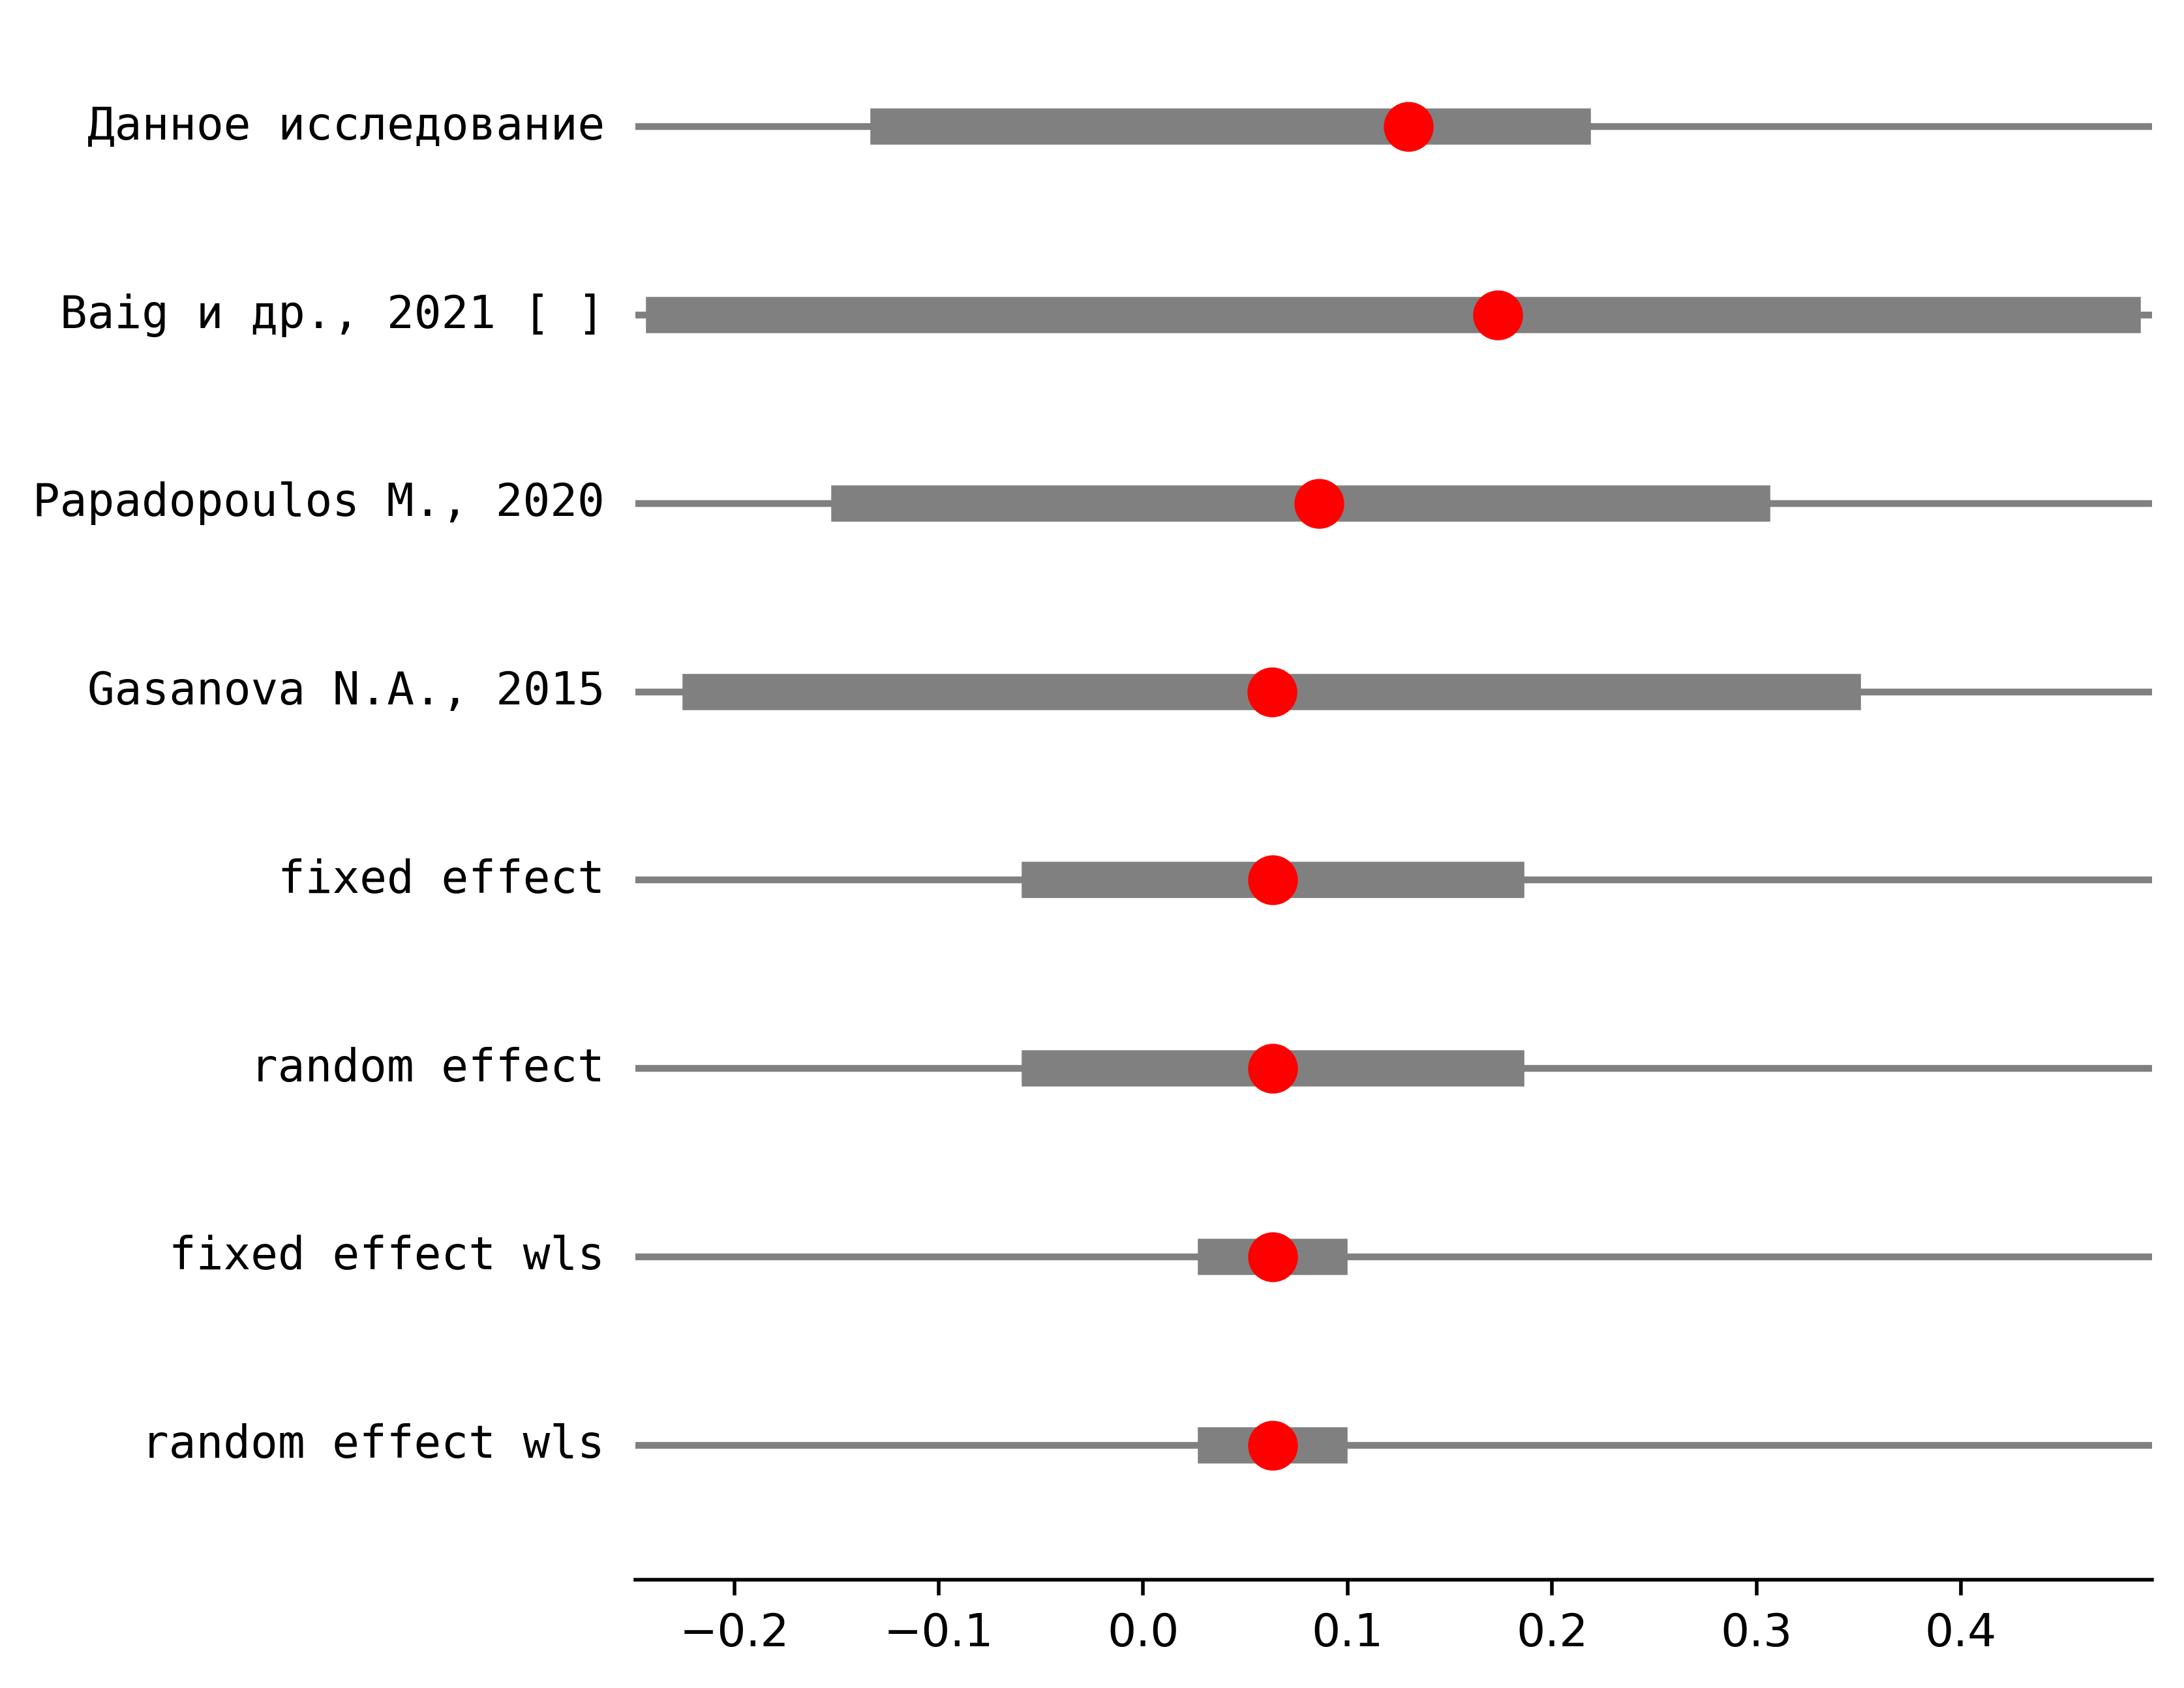 Данное исследование
Baig и др., 2021 [ ]
Papadopoulos M., 2020
Gasanova N.A., 2015
fixed effect
random effect
fixed effect wls
random effect wls
−0.2 −0.1 0.0 0.1 0.2 0.3 0.4